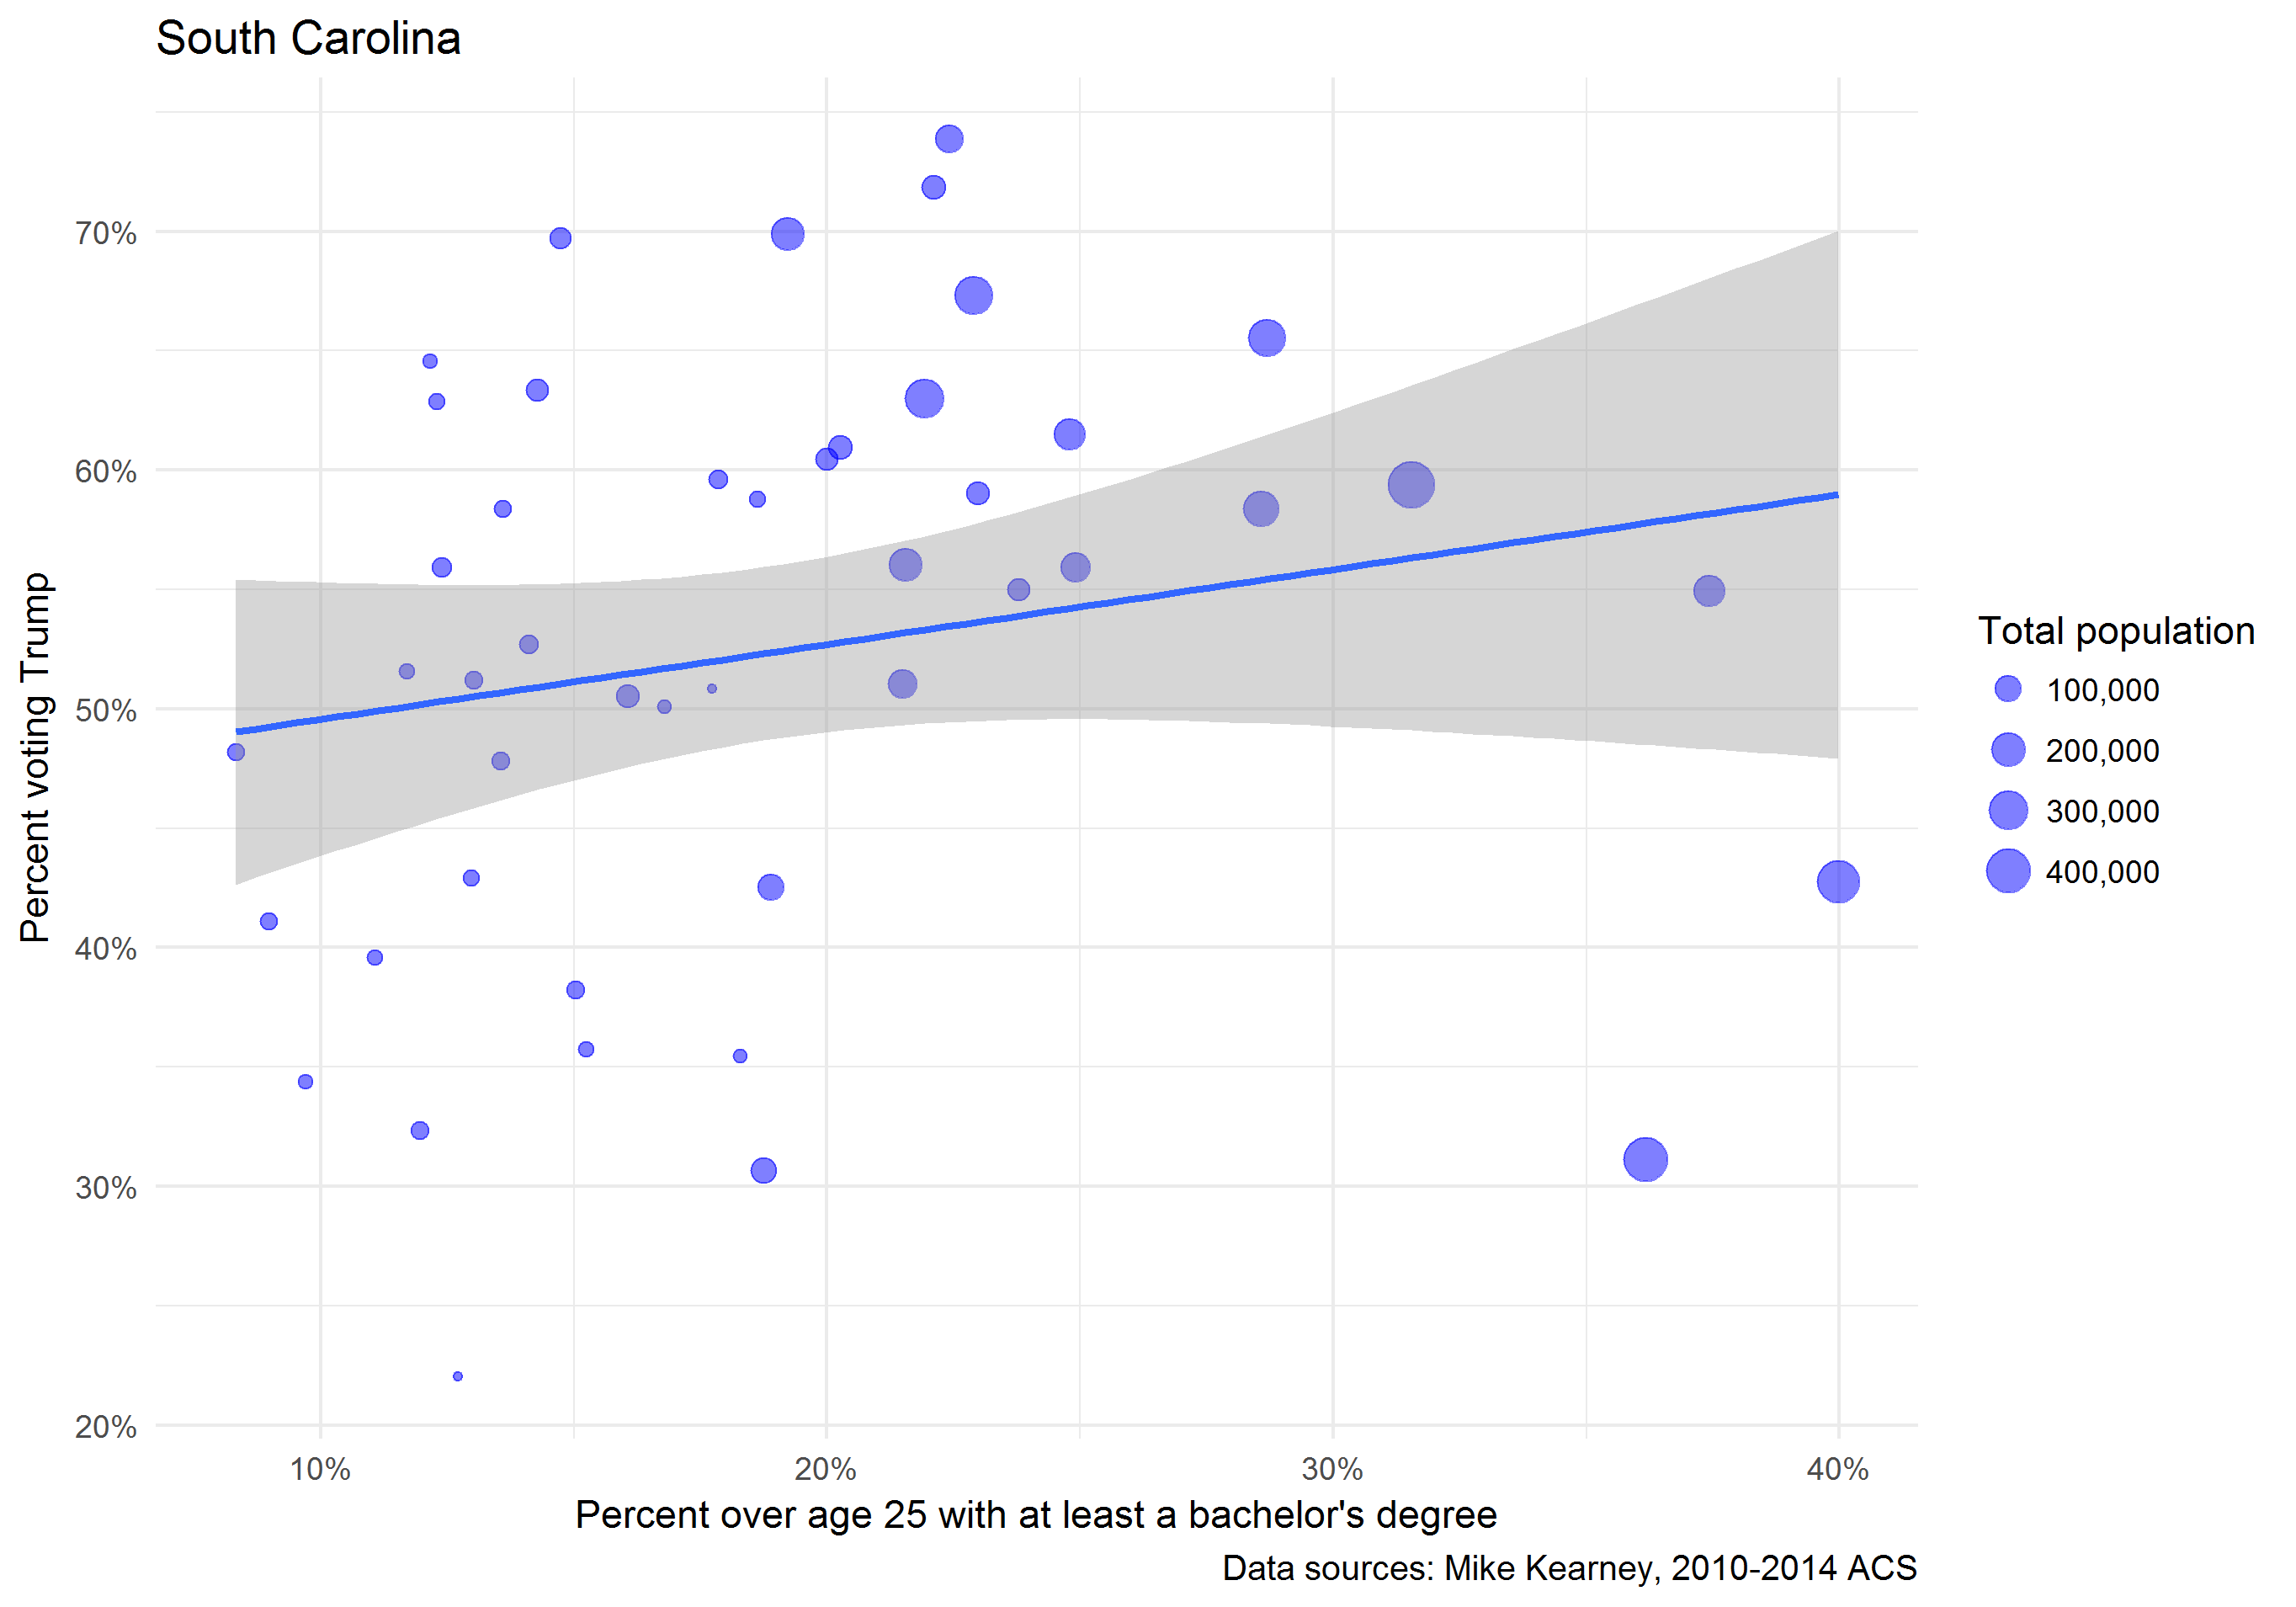 South Carolina
70%
60%
50%
40%
30%
20%
Percent voting Trump
10% 20% 30% 40%
Percent over age 25 with at least a bachelor's degree
Total population
100,000
200,000
300,000
400,000
Data sources: Mike Kearney, 2010-2014 ACS